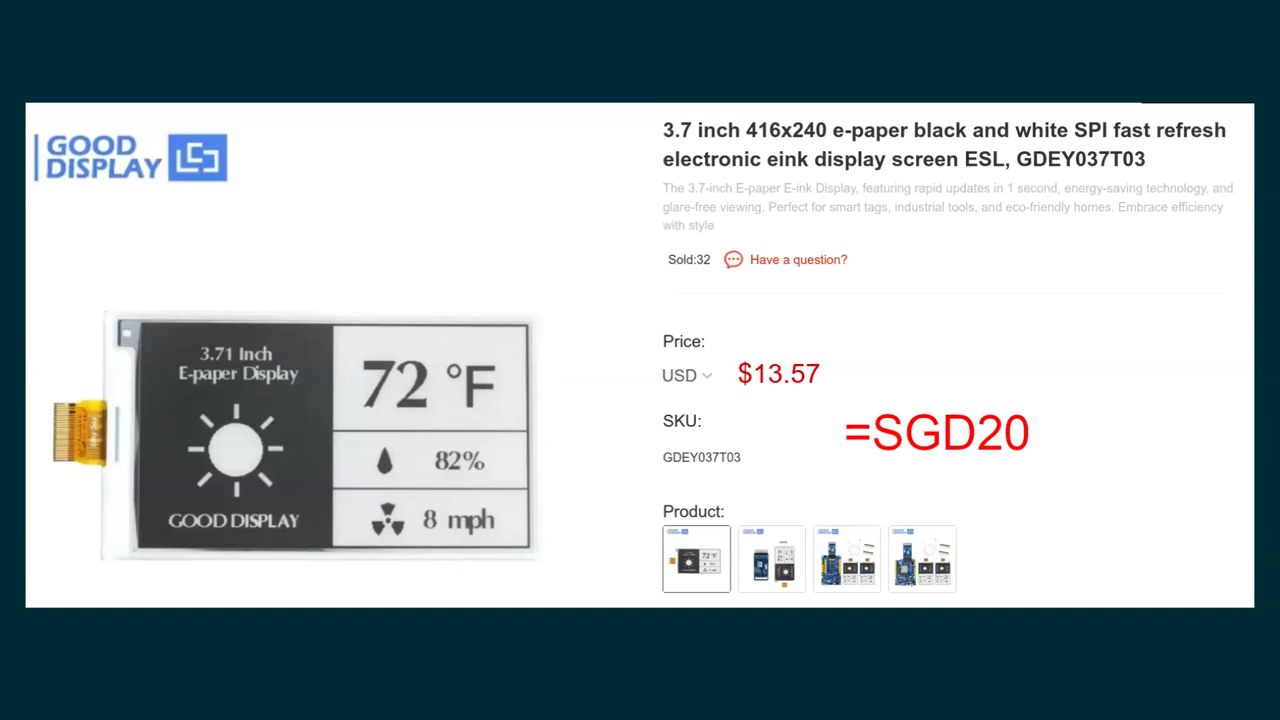 GOOD
DISPLAY
3.7 inch 416x240 e-paper black and white SPI fast refresh
electronic eink display screen ESL, GDEY037T03
The 3.7-inch E-paper E-ink Display, featuring rapid updates in 1 second, energy-saving technology, and
glare-free viewing. Perfect for smart tags, industrial tools, and eco-friendly homes. Embrace efficiency
with style
Sold:32
Have a question?
3.71 Inch
E-paper Display
GOOD DISPLAY
72 °F
82%
8 mph
Price:
USD
$13.57
SKU:
=SGD20
GDEY037T03
Product: